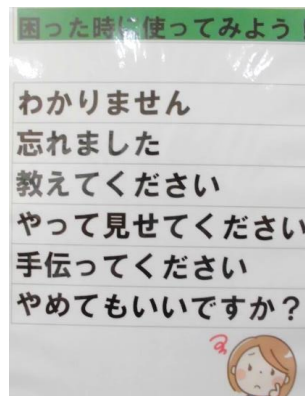 困った時に使ってみよう
わかりません
忘れました
教えてください
やって見せてください
手伝ってください
やめてもいいですか？